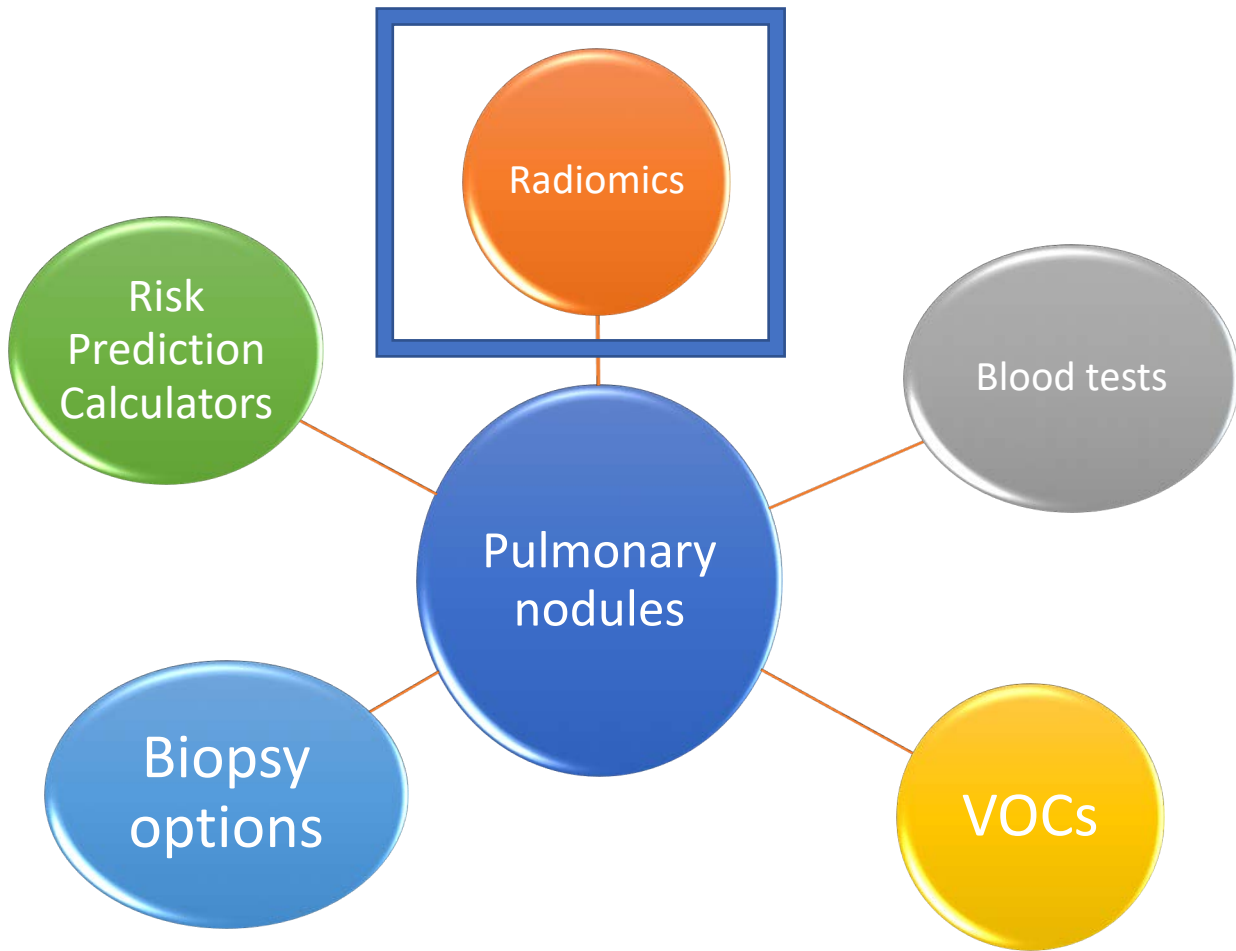 Radiomics
Risk
Prediction
Calculators
Blood tests
Pulmonary
nodules
Biopsy
options
VOCs